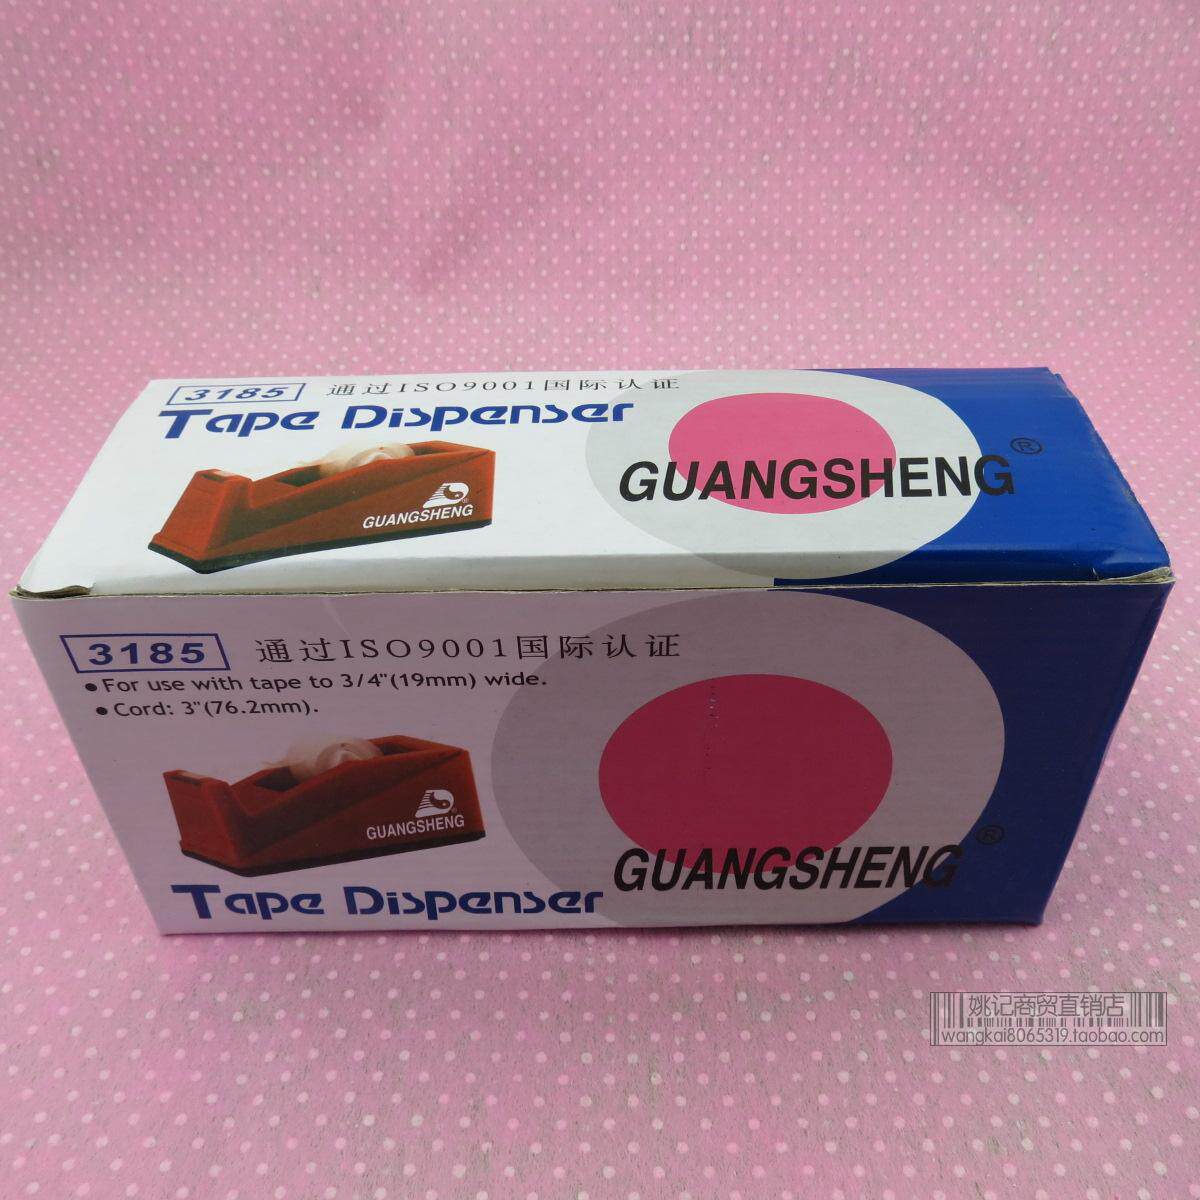 3185 通过ISO9001国际认证
Tape Dispenser
GUANGSHENG®
GUANGSHENG®
3185 通过ISO9001国际认证
• For use with tape to 3/4"(19mm) wide.
• Cord: 3"(76.2mm).
GUANGSHENG®
GUANGSHENG®
Tape Dispenser
姚记商贸直销店
wangkai8065319.taobao.com